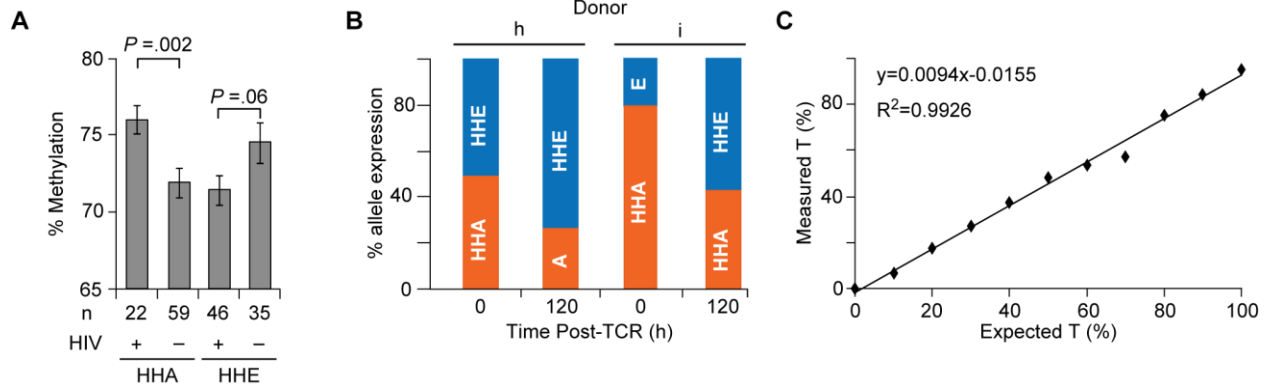 A
P =.002
P =.06
80
75
70
65
% Methylation
n 22 59 46 35
HIV + – + –
HHA HHE
B
Donor
h i
% allele expression
80
40
0
HHE HHE E HHE
HHA A HHA HHA
0 120 0 120
Time Post-TCR (h)
C
y=0.0094x-0.0155
R²=0.9926
Measured T (%)
80
40
0
0 20 40 60 80 100
Expected T (%)